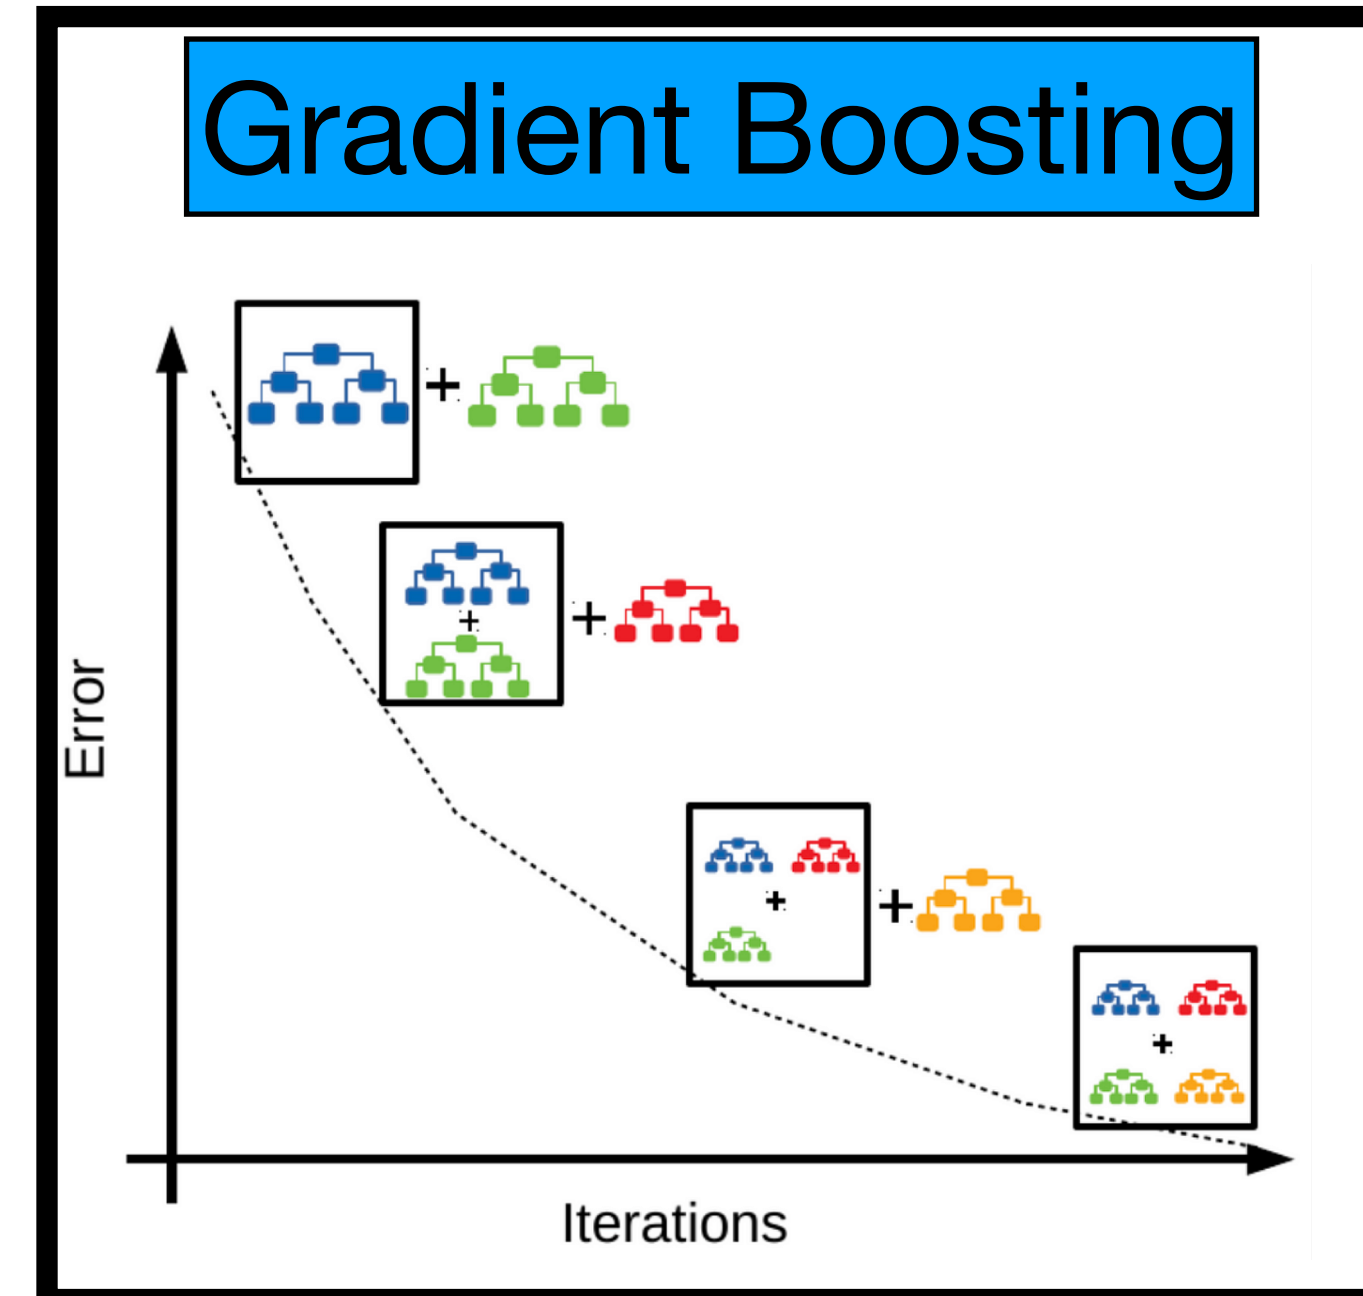 Gradient Boosting
+
+
+
+
+
+
Error
Iterations